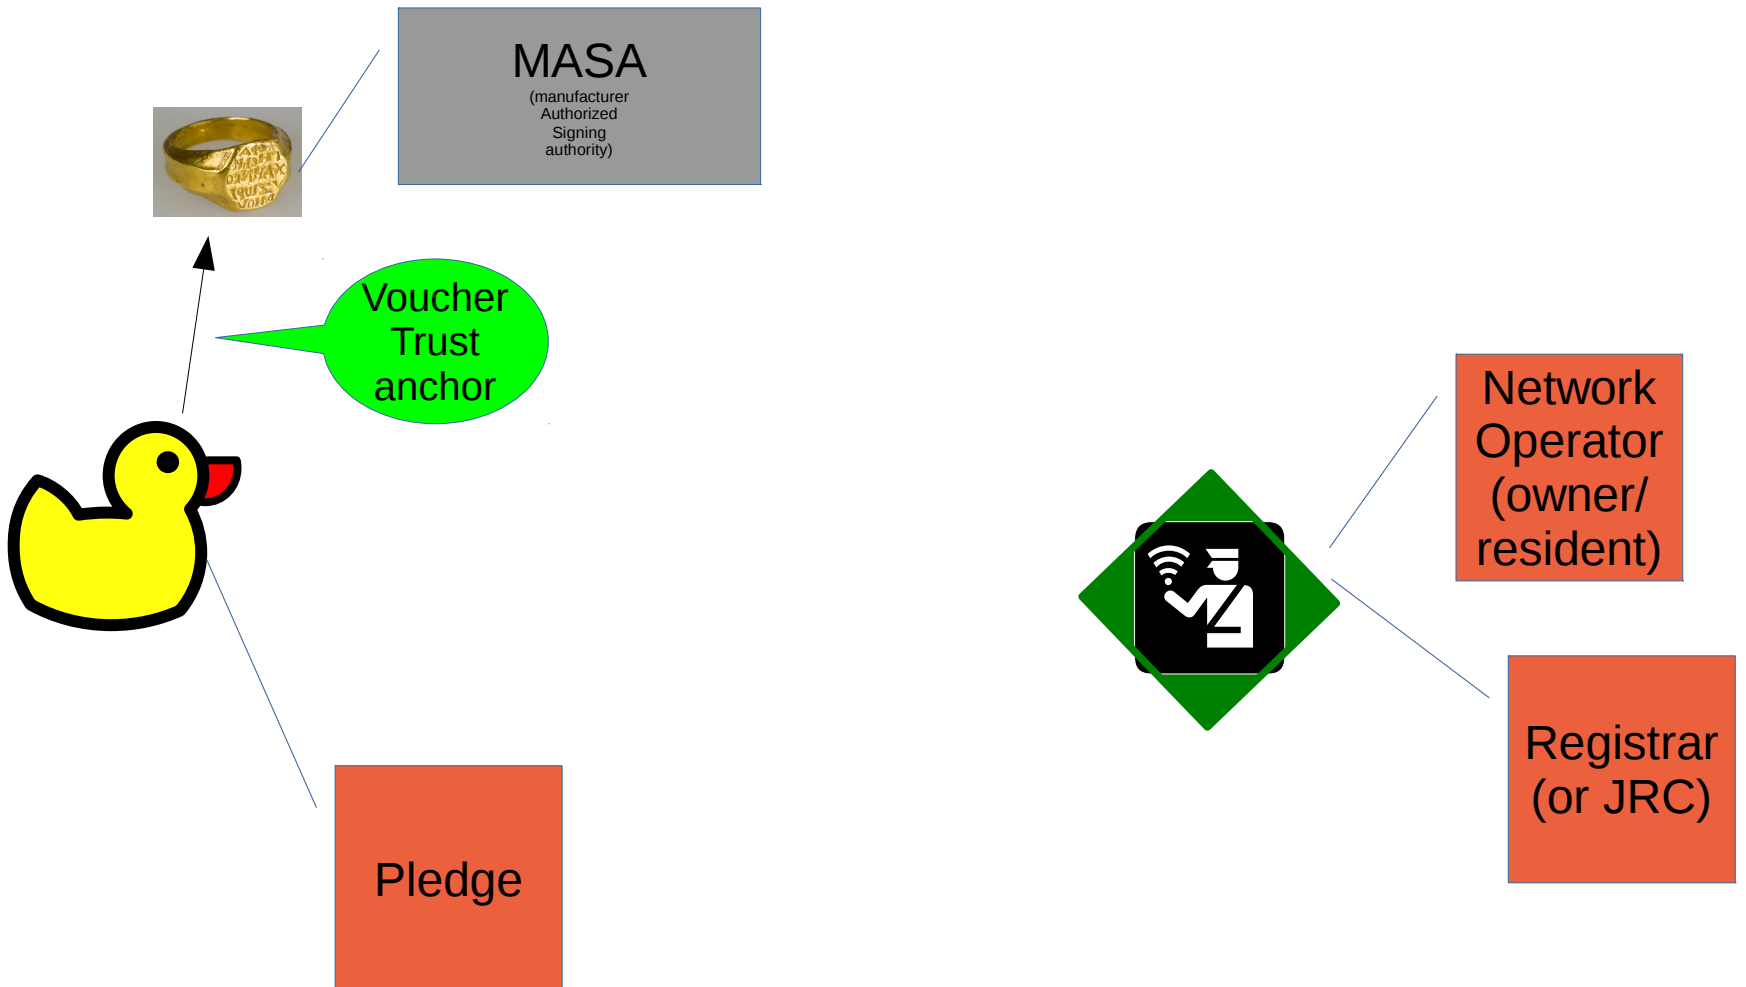 MASA
(manufacturer
Authorized
Signing
authority)
Voucher
Trust
anchor
Network
Operator
(owner/
resident)
Registrar
(or JRC)
Pledge